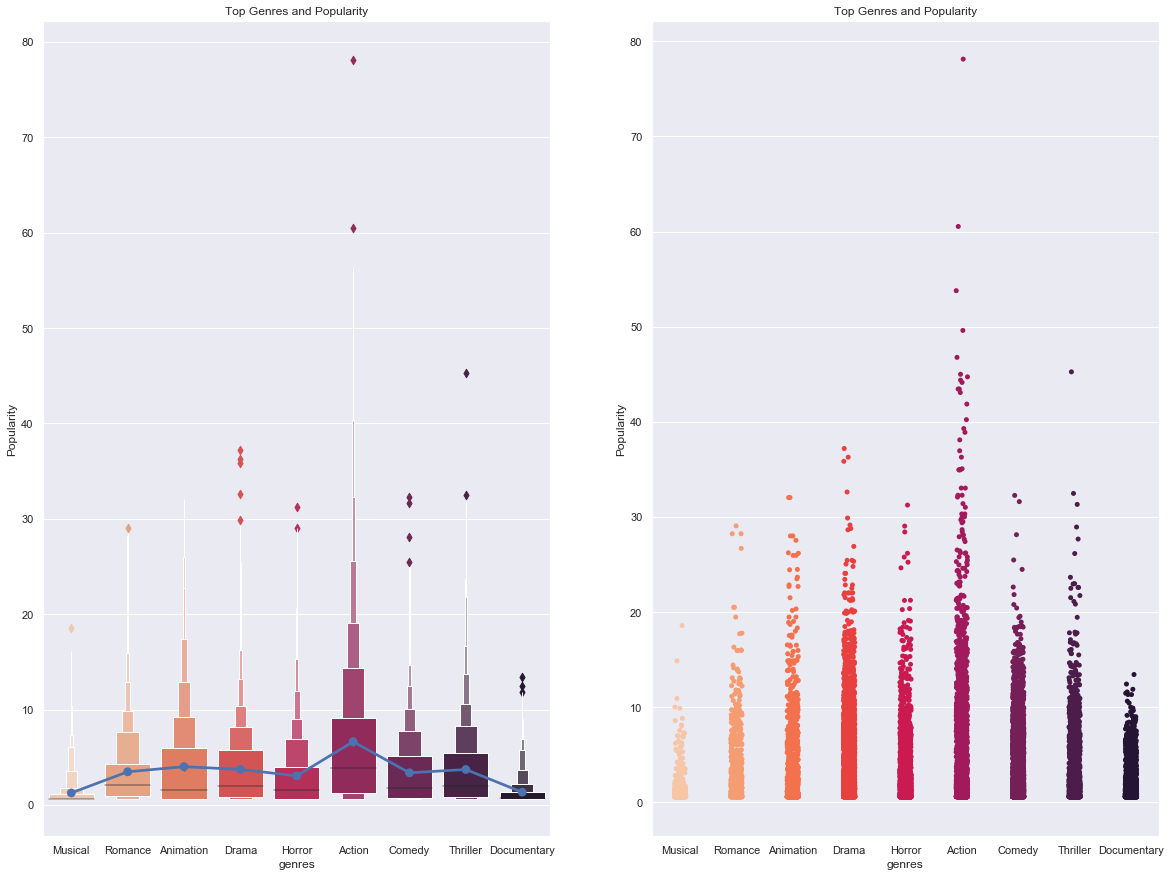 Top Genres and Popularity
80
70
60
50
40
30
20
10
0
Popularity
Musical Romance Animation Drama Horror Action Comedy Thriller Documentary
genres
Top Genres and Popularity
80
70
60
50
40
30
20
10
0
Popularity
Musical Romance Animation Drama Horror Action Comedy Thriller Documentary
genres